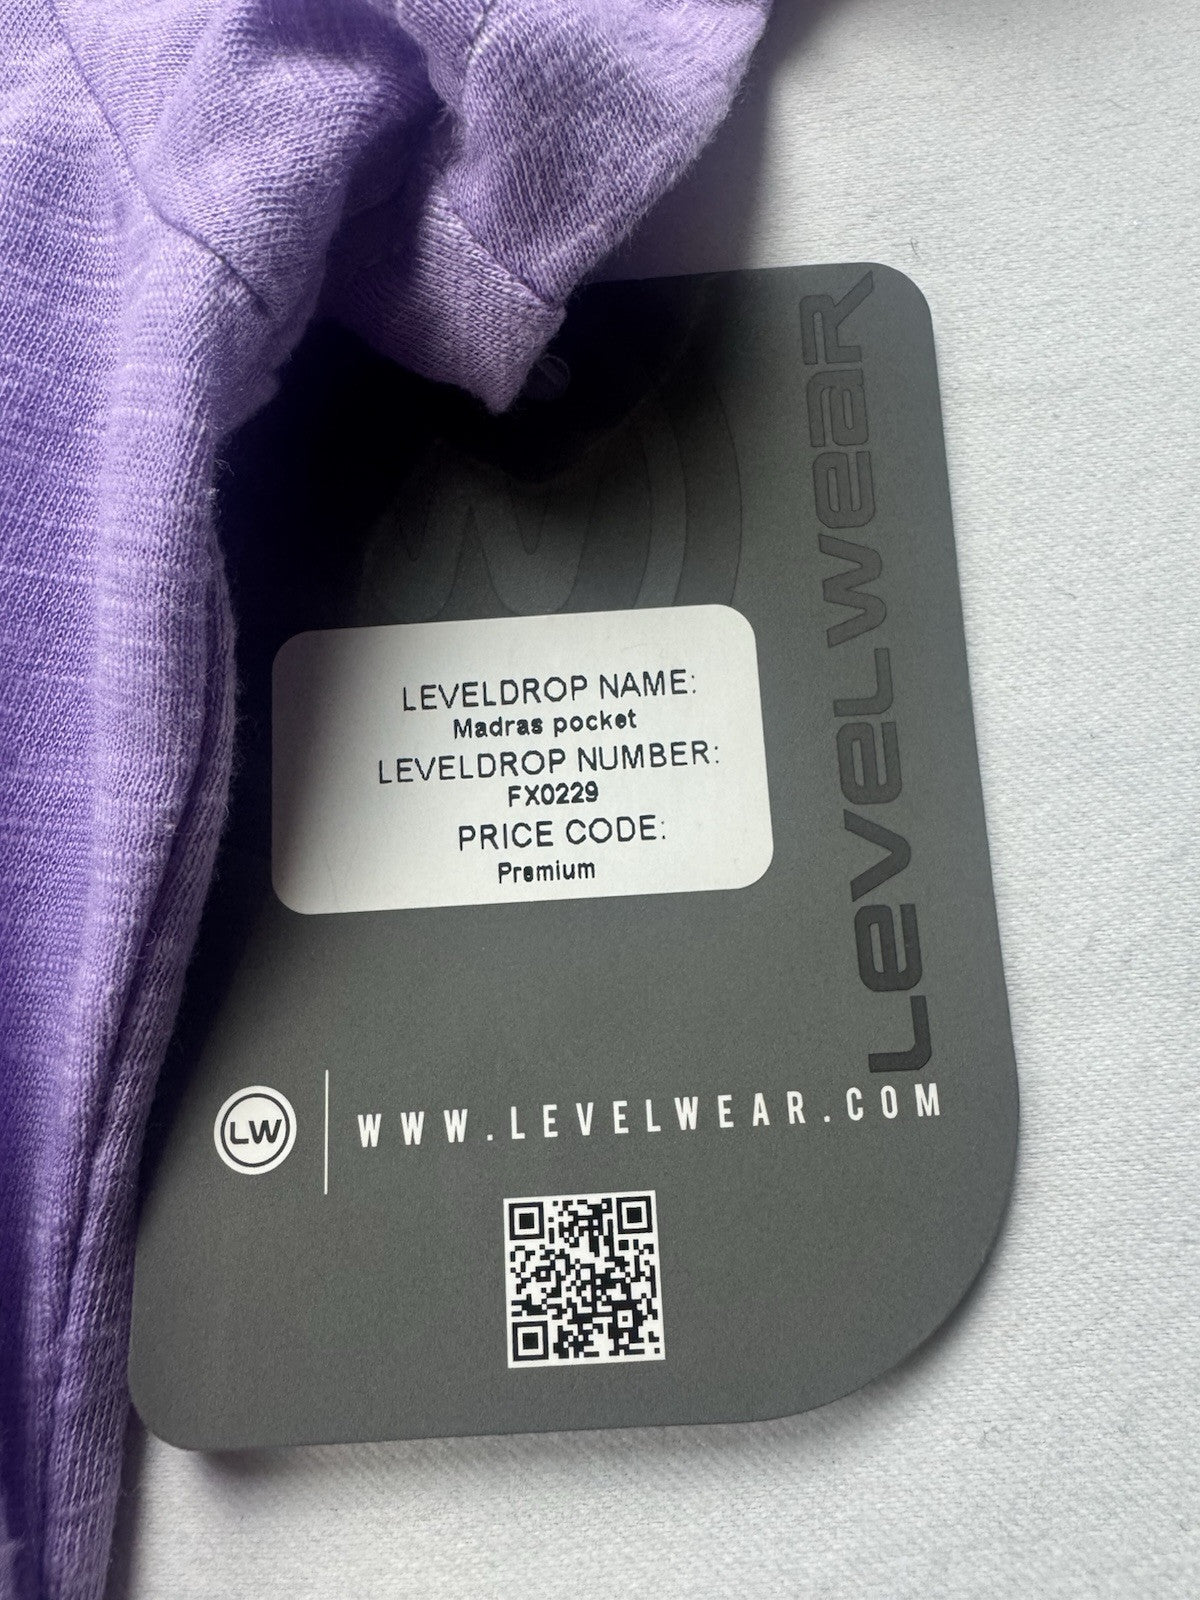 LEVELWEAR
LEVELDROP NAME:
Madras pocket
LEVELDROP NUMBER:
FX0229
PRICE CODE:
Premium
LW
WWW.LEVELWEAR.COM